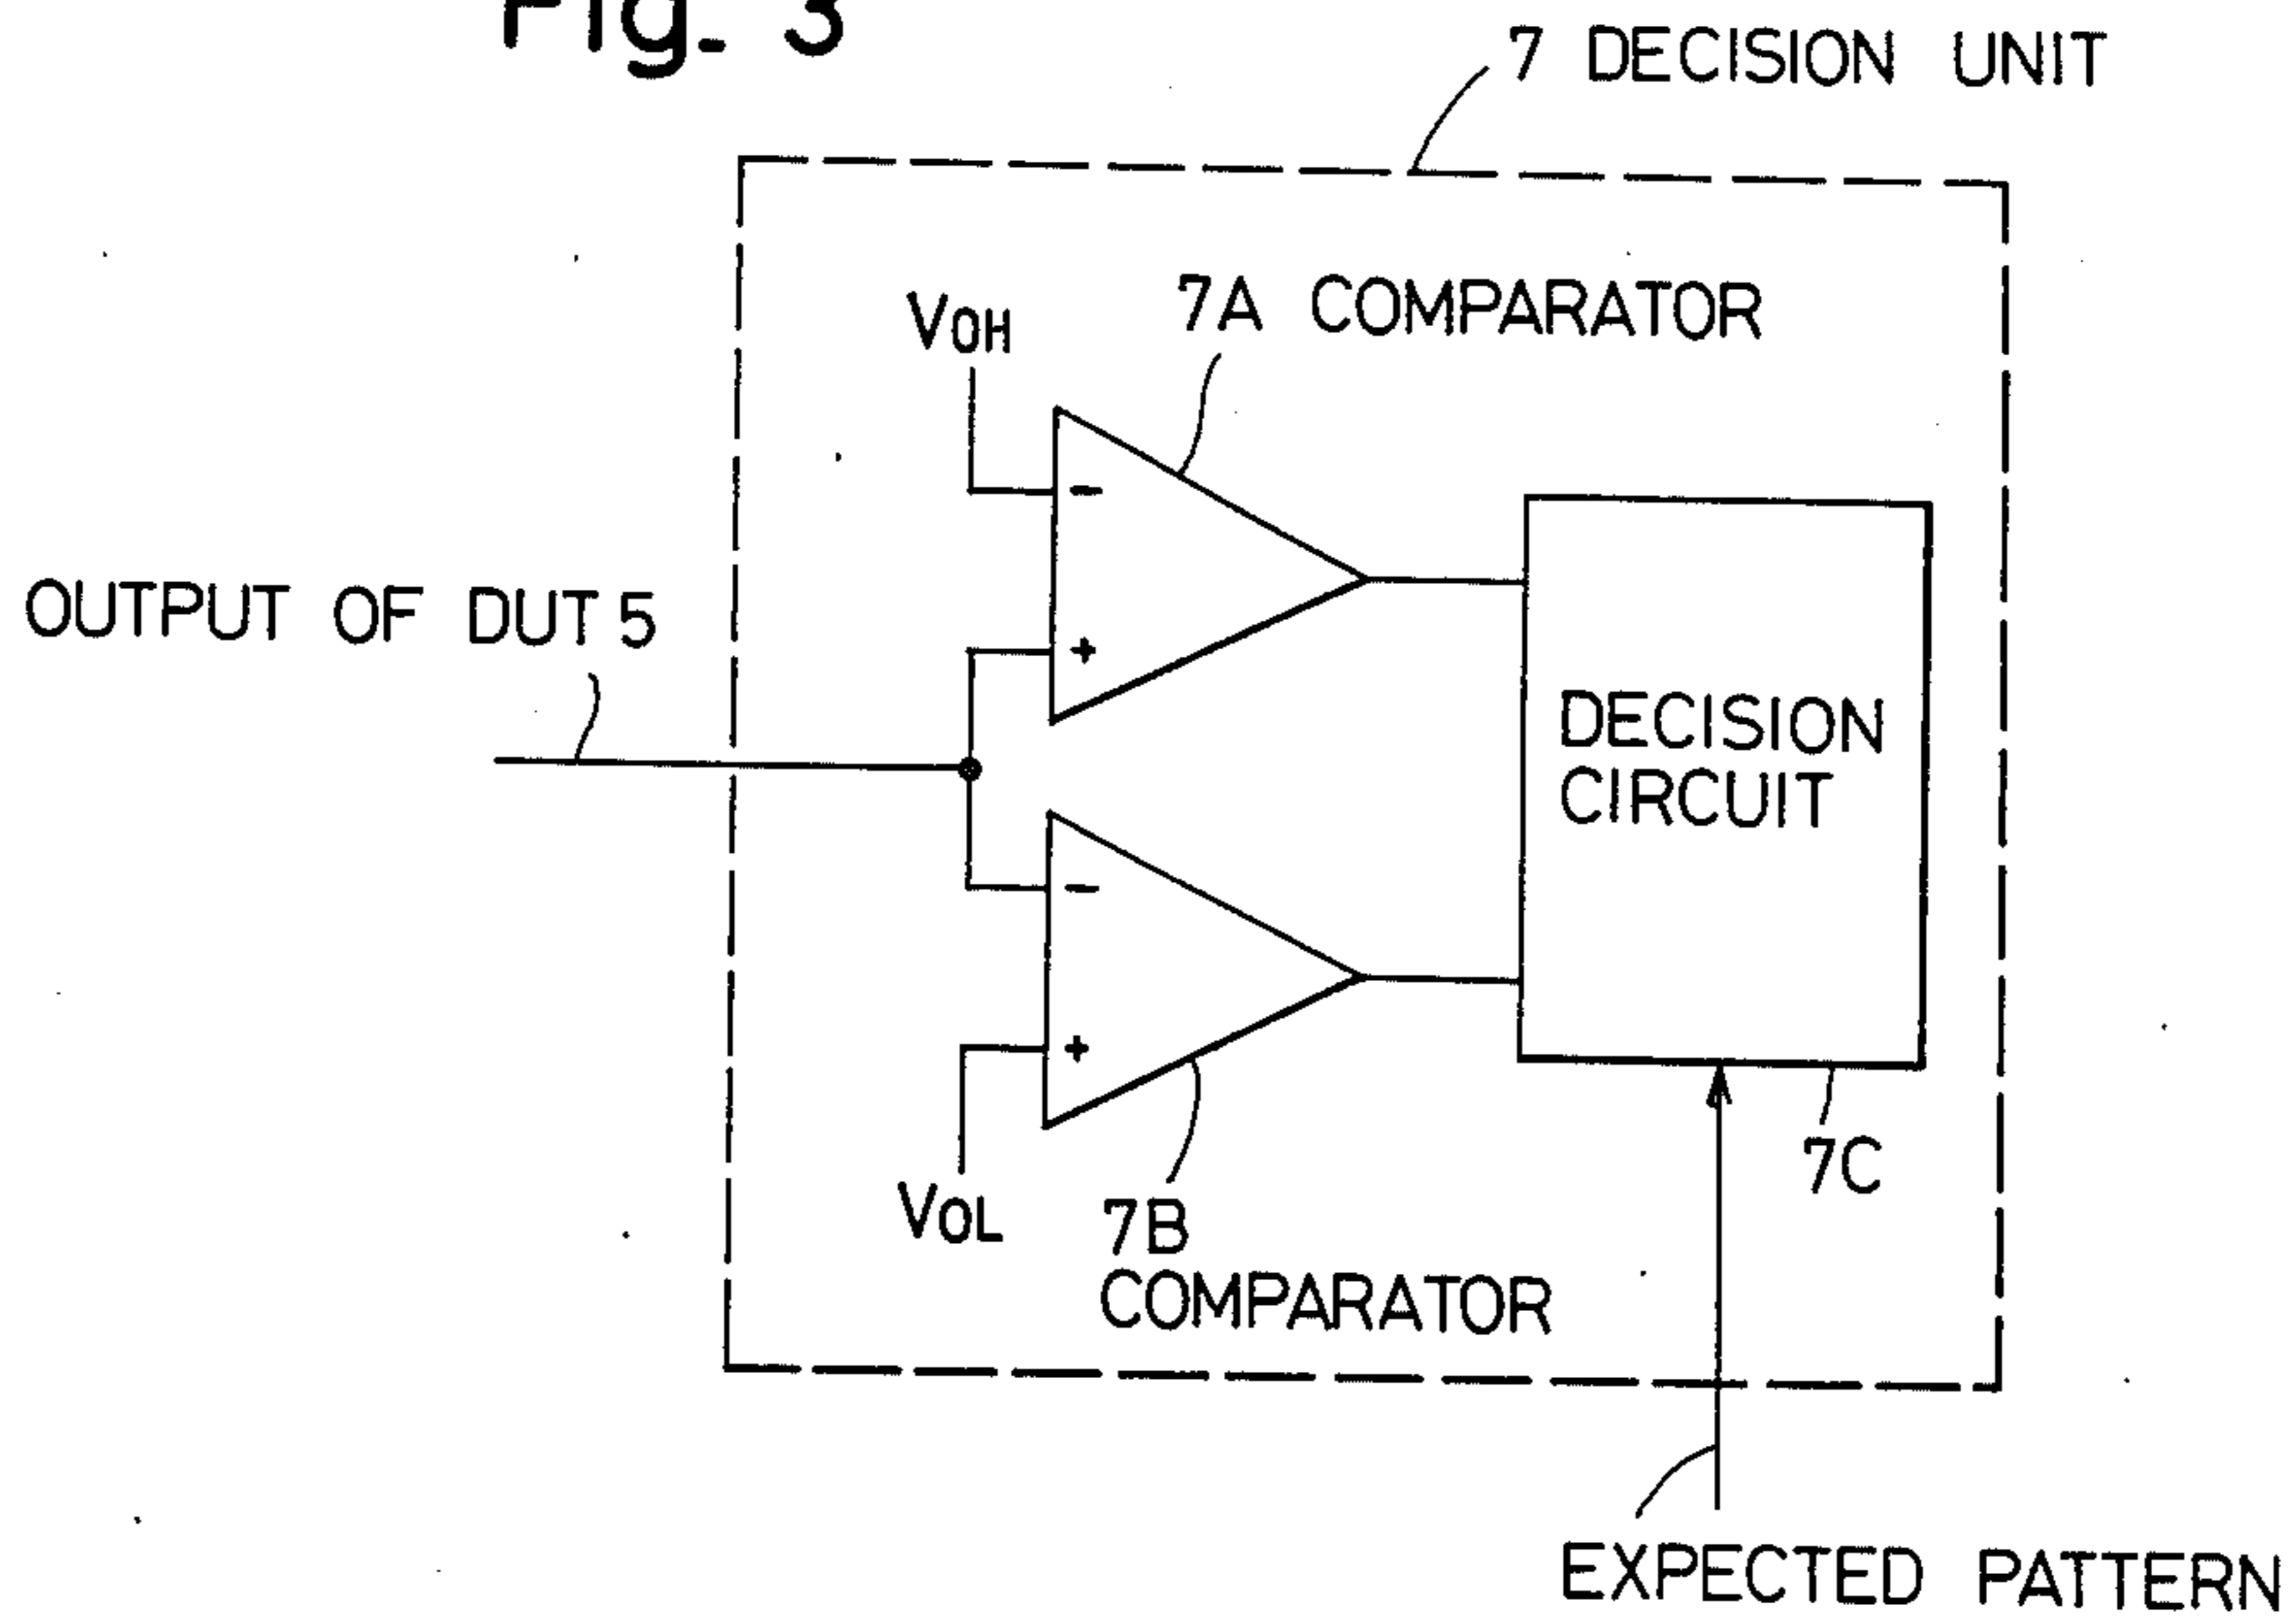 Fig. 3
7 DECISION UNIT
7A COMPARATOR
VOH
-
+
OUTPUT OF DUT 5
DECISION
CIRCUIT
-
+
7C
VOL
7B
COMPARATOR
EXPECTED PATTERN